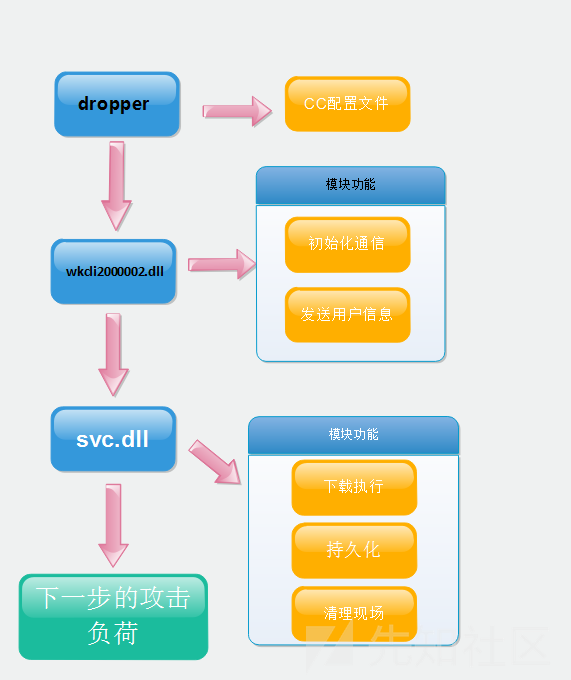 dropper
CC配置文件
wkcli2000002.dll
模块功能
初始化通信
发送用户信息
svc.dll
模块功能
下载执行
持久化
清理现场
下一步的攻击
负荷
先知社区